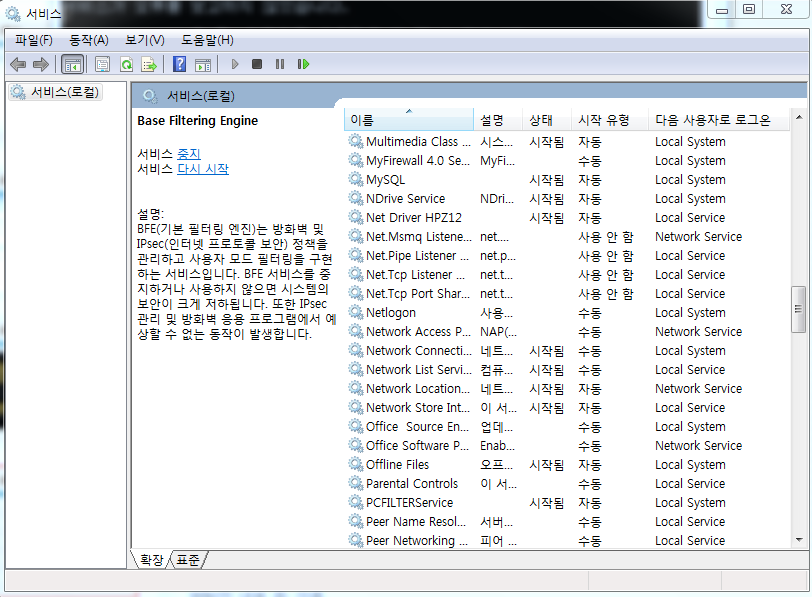 서비스
파일(F) 동작(A) 보기(V) 도움말(H)
서비스(로컬)
서비스(로컬)
Base Filtering Engine
서비스 중지
서비스 다시 시작
설명:
BFE(기본 필터링 엔진)는 방화벽 및
IPsec(인터넷 프로토콜 보안) 정책을
관리하고 사용자 모드 필터링을 구현
하는 서비스입니다. BFE 서비스를 중
지하거나 사용하지 않으면 시스템의
보안이 크게 저하됩니다. 또한 IPsec
관리 및 방화벽 응용 프로그램에서 예
상할 수 없는 동작이 발생합니다.
이름 설명 상태 시작 유형 다음 사용자로 로그온
Multimedia Class ... 시스... 시작됨 자동 Local System
MyFirewall 4.0 Se... MyFi... 수동 Local System
MySQL 시작됨 자동 Local System
NDrive Service NDri... 시작됨 자동 Local System
Net Driver HPZ12 시작됨 자동 Local Service
Net.Msmq Listene... net.... 사용 안 함 Network Service
Net.Pipe Listener ... net.p... 사용 안 함 Local Service
Net.Tcp Listener ... net.t... 사용 안 함 Local Service
Net.Tcp Port Shar... net.t... 사용 안 함 Local Service
Netlogon 사용... 수동 Local System
Network Access P... NAP(... 수동 Network Service
Network Connecti... 네트... 시작됨 수동 Local System
Network List Servi... 컴퓨... 시작됨 수동 Local Service
Network Location... 네트... 시작됨 자동 Network Service
Network Store Int... 이 서... 시작됨 자동 Local Service
Office  Source En... 업데... 수동 Local System
Office Software P... Enab... 수동 Network Service
Offline Files 오프... 시작됨 자동 Local System
Parental Controls 이 서... 수동 Local Service
PCFILTERService 시작됨 자동 Local System
Peer Name Resol... 서버... 수동 Local Service
Peer Networking ... 피어 ... 수동 Local Service
확장 표준